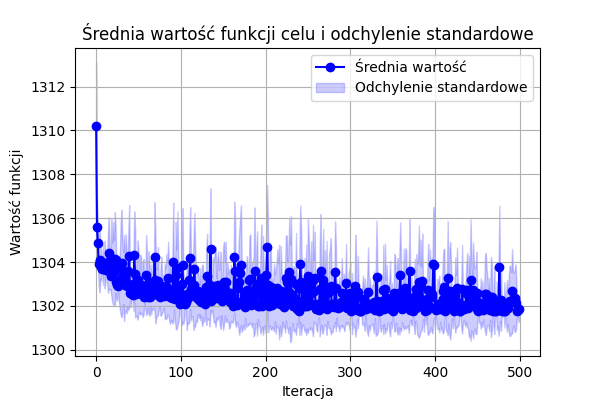 Średnia wartość funkcji celu i odchylenie standardowe
Średnia wartość
Odchylenie standardowe
Wartość funkcji
1312
1310
1308
1306
1304
1302
1300
0 100 200 300 400 500
Iteracja